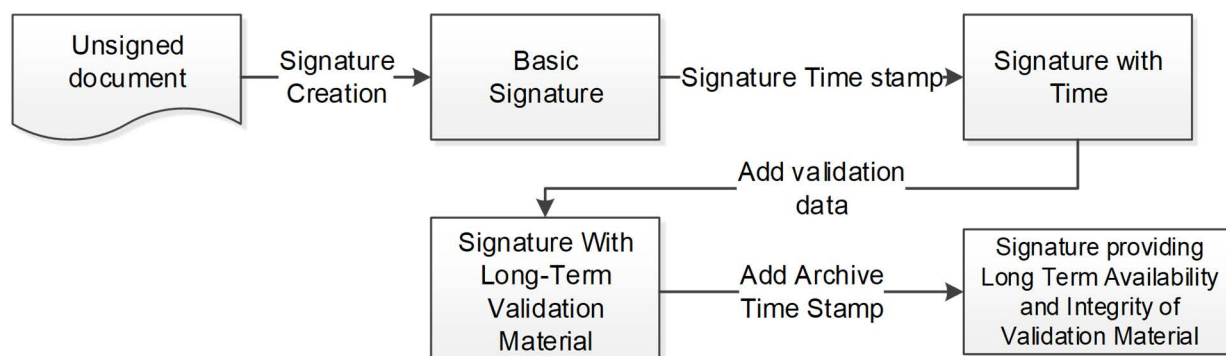 Unsigned
document
Signature
Creation
Basic
Signature
Signature Time stamp
Signature with
Time
Add validation
data
Signature With
Long-Term
Validation
Material
Add Archive
Time Stamp
Signature providing
Long Term Availability
and Integrity of
Validation Material